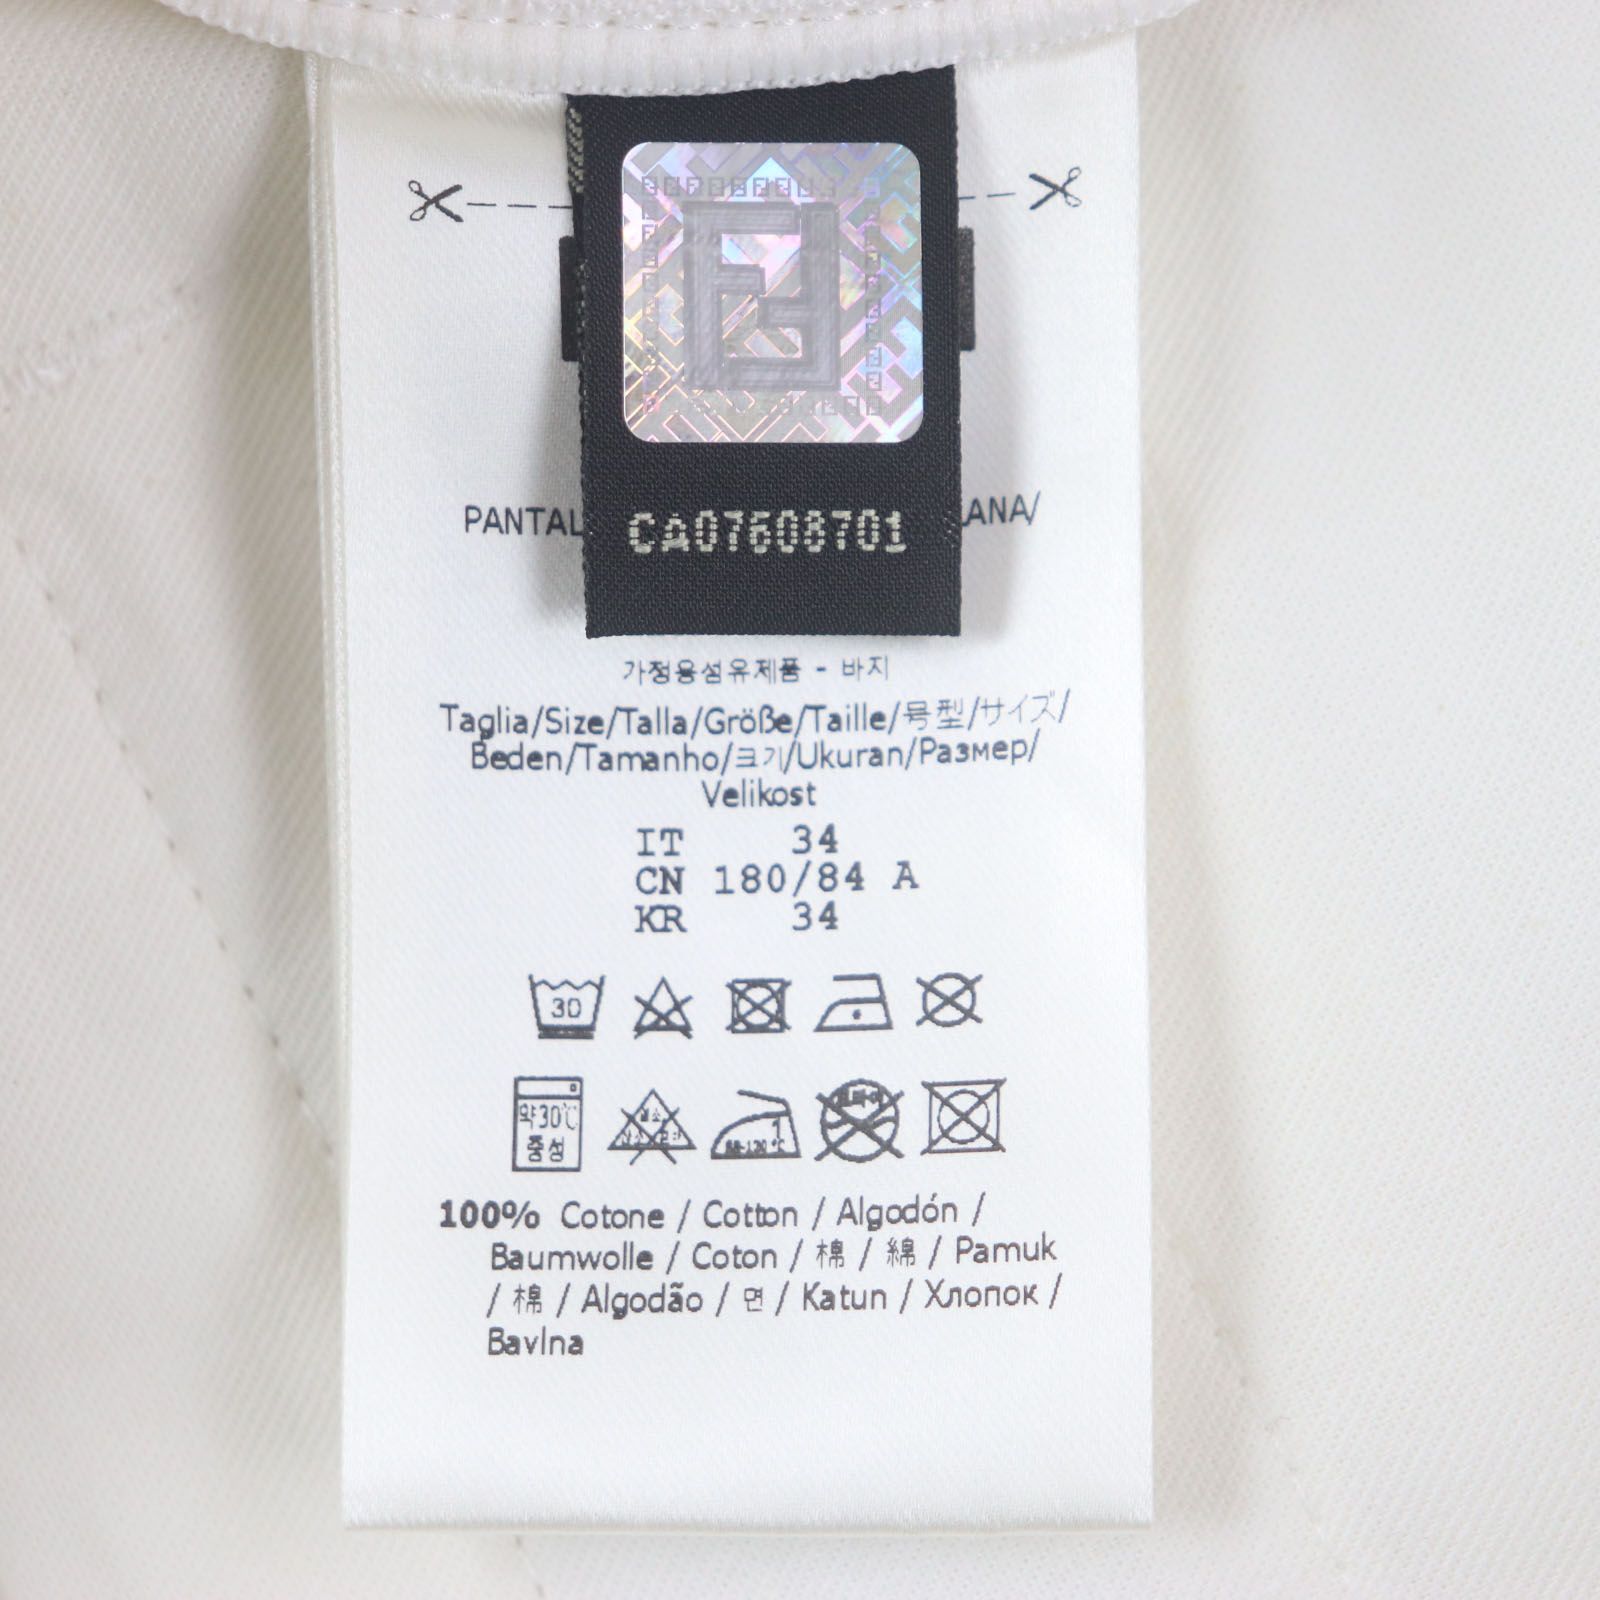 CA07608701
가정용섬유제품 - 바지
Taglia/Size/Talla/Größe/Taille/号型/サイズ/
Beden/Tamanho/크기/Ukuran/Размер/
Velikost
IT 34
CN 180/84 A
KR 34
30
약30℃
중성
1
100% Cotone / Cotton / Algodón /
Baumwolle / Coton / 棉 / 綿 / Pamuk
/ 棉 / Algodão / 면 / Katun / Хлопок /
Bavlna